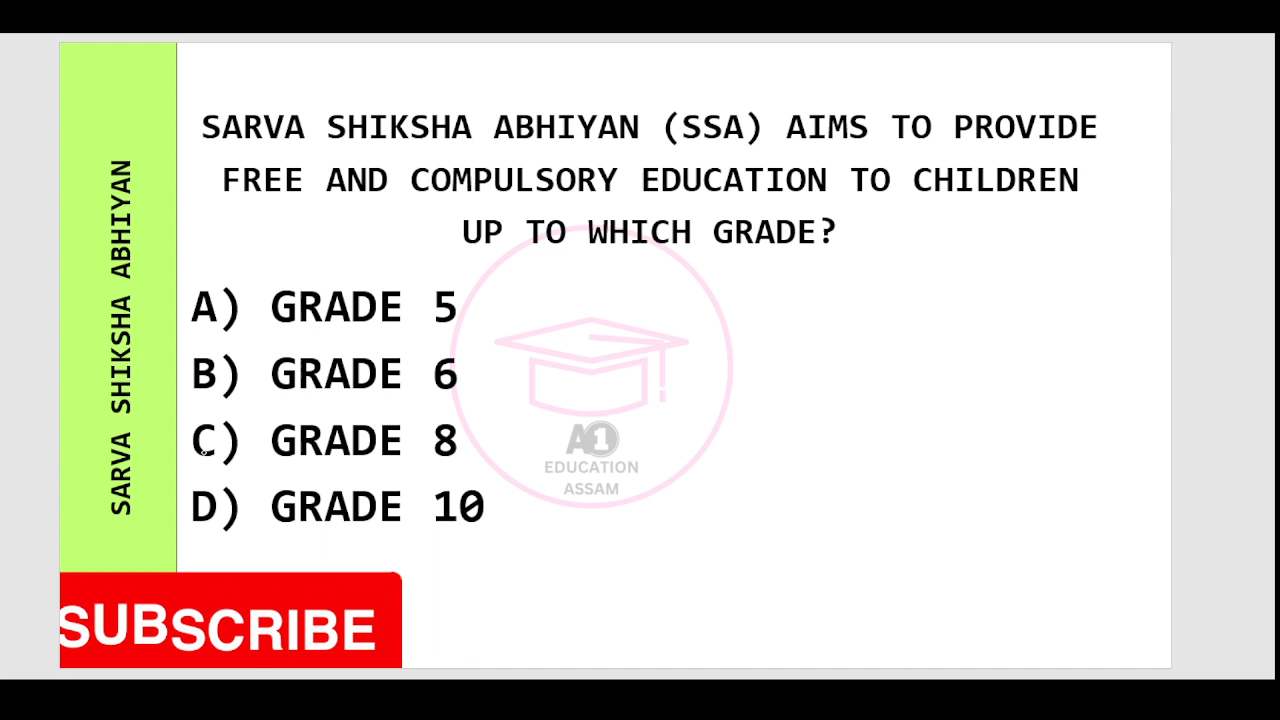 SARVA SHIKSHA ABHIYAN
SARVA SHIKSHA ABHIYAN (SSA) AIMS TO PROVIDE
FREE AND COMPULSORY EDUCATION TO CHILDREN
UP TO WHICH GRADE?
A) GRADE 5
B) GRADE 6
C) GRADE 8
D) GRADE 10
A1
EDUCATION
ASSAM
SUBSCRIBE